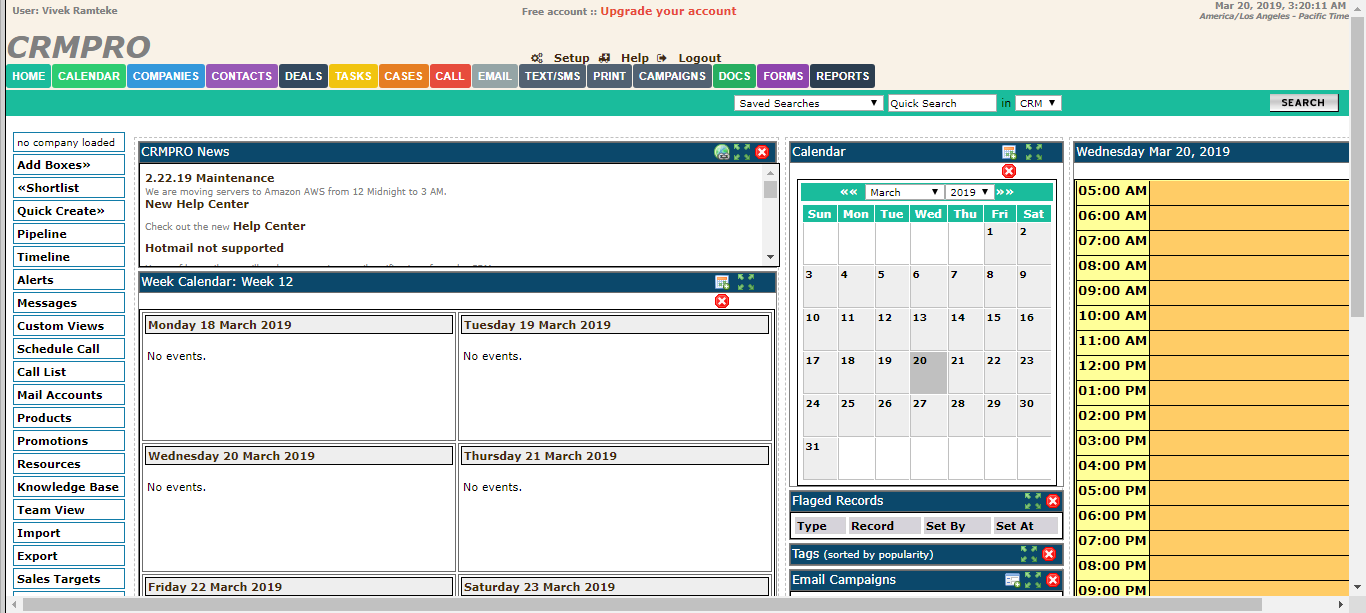 User: Vivek Ramteke
Free account :: Upgrade your account
Mar 20, 2019, 3:20:11 AM
America/Los Angeles - Pacific Time
CRMPRO
Setup Help Logout
HOME CALENDAR COMPANIES CONTACTS DEALS TASKS CASES CALL EMAIL TEXT/SMS PRINT CAMPAIGNS DOCS FORMS REPORTS
Saved Searches Quick Search in CRM SEARCH
no company loaded
Add Boxes»
«Shortlist
Quick Create»
Pipeline
Timeline
Alerts
Messages
Custom Views
Schedule Call
Call List
Mail Accounts
Products
Promotions
Resources
Knowledge Base
Team View
Import
Export
Sales Targets
CRMPRO News
2.22.19 Maintenance
We are moving servers to Amazon AWS from 12 Midnight to 3 AM.
New Help Center
Check out the new Help Center
Hotmail not supported
Week Calendar: Week 12
Monday 18 March 2019
No events.
Tuesday 19 March 2019
No events.
Wednesday 20 March 2019
No events.
Thursday 21 March 2019
No events.
Friday 22 March 2019
Saturday 23 March 2019
Calendar
«« March 2019 »»
Sun Mon Tue Wed Thu Fri Sat
1 2
3 4 5 6 7 8 9
10 11 12 13 14 15 16
17 18 19 20 21 22 23
24 25 26 27 28 29 30
31
Flaged Records
Type Record Set By Set At
Tags (sorted by popularity)
Email Campaigns
Wednesday Mar 20, 2019
05:00 AM
06:00 AM
07:00 AM
08:00 AM
09:00 AM
10:00 AM
11:00 AM
12:00 PM
01:00 PM
02:00 PM
03:00 PM
04:00 PM
05:00 PM
06:00 PM
07:00 PM
08:00 PM
09:00 PM